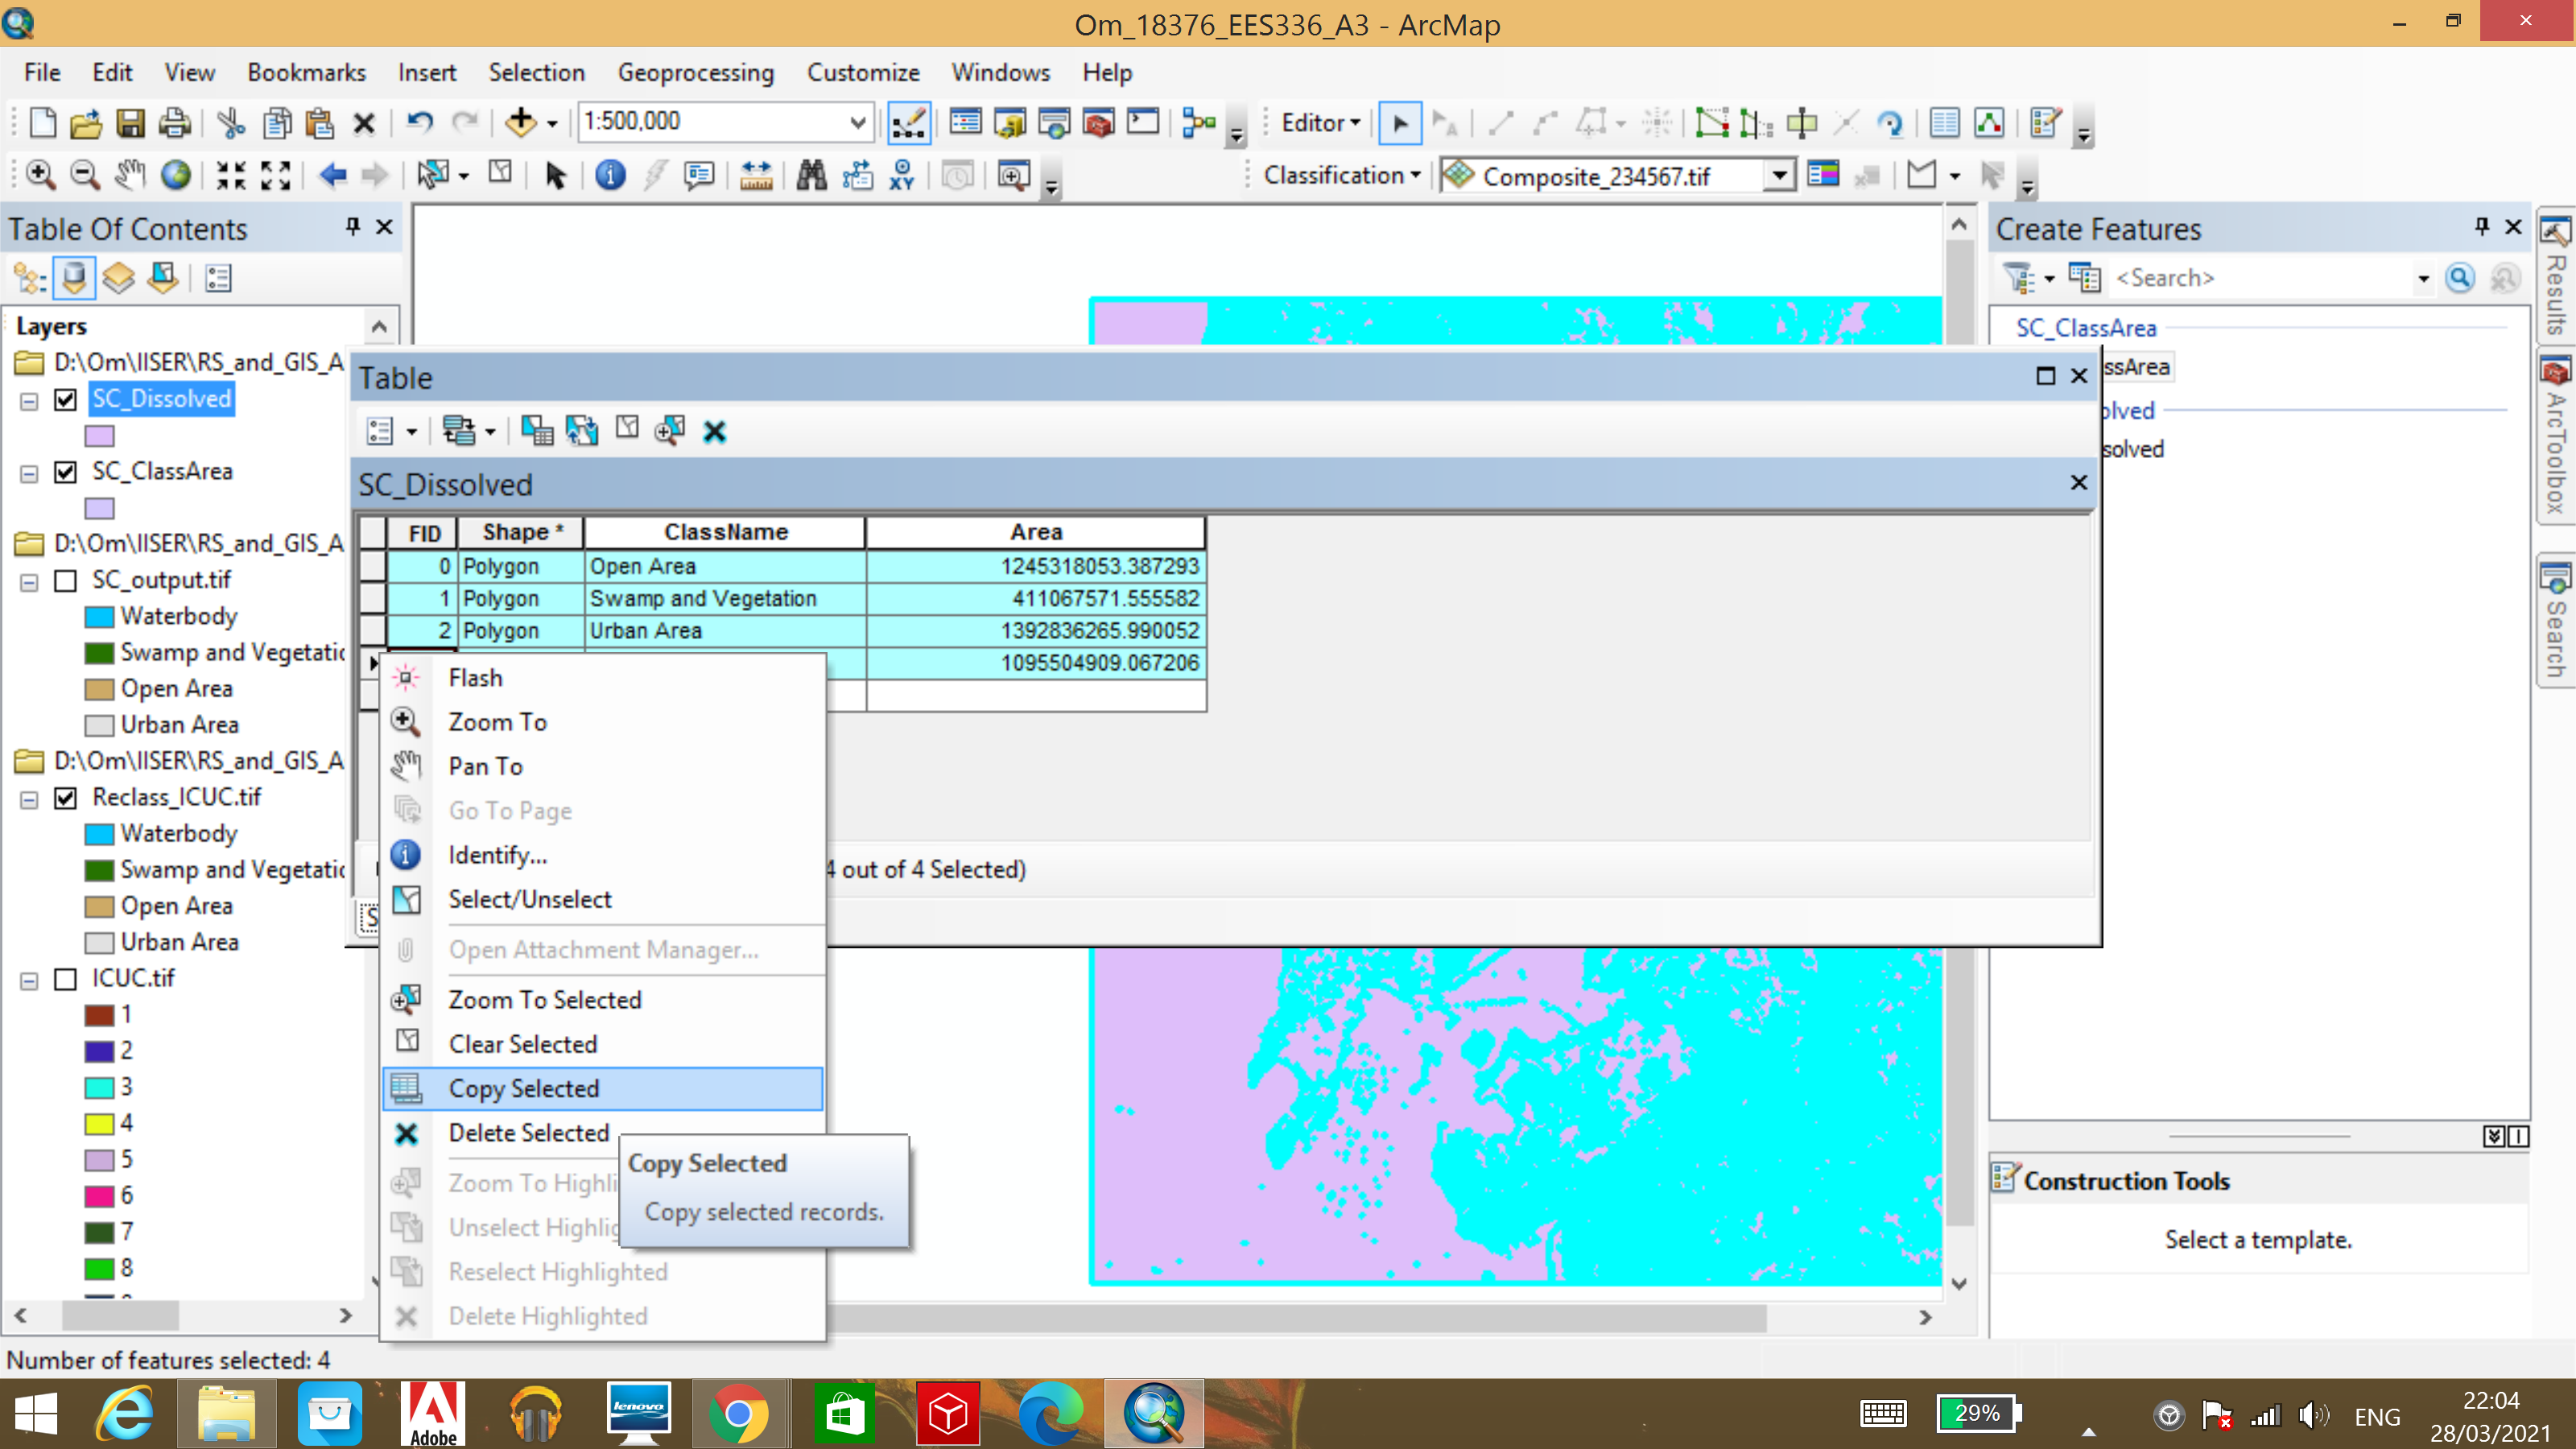 Om_18376_EES336_A3 - ArcMap
File Edit View Bookmarks Insert Selection Geoprocessing Customize Windows Help
1:500,000
Editor
XY
Classification
Composite_234567.tif
Table Of Contents
Layers
D:\Om\IISER\RS_and_GIS_A
SC_Dissolved
SC_ClassArea
D:\Om\IISER\RS_and_GIS_A
SC_output.tif
Waterbody
Swamp and Vegetatic
Open Area
Urban Area
D:\Om\IISER\RS_and_GIS_A
Reclass_ICUC.tif
Waterbody
Swamp and Vegetatic
Open Area
Urban Area
ICUC.tif
1
2
3
4
5
6
7
8
Table
SC_Dissolved
FID Shape * ClassName Area
0 Polygon Open Area 1245318053.387293
1 Polygon Swamp and Vegetation 411067571.555582
2 Polygon Urban Area 1392836265.990052
1095504909.067206
4 out of 4 Selected)
Flash
Zoom To
Pan To
Go To Page
Identify...
Select/Unselect
Open Attachment Manager...
Zoom To Selected
Clear Selected
Copy Selected
Delete Selected
Zoom To Highli
Unselect Highlig
Reselect Highlighted
Delete Highlighted
Copy Selected
Copy selected records.
Create Features
<Search>
SC_ClassArea
ssArea
olved
solved
Construction Tools
Select a template.
Results
ArcToolbox
Search
Number of features selected: 4
Adobe
lenovo
29%
ENG
22:04
28/03/2021